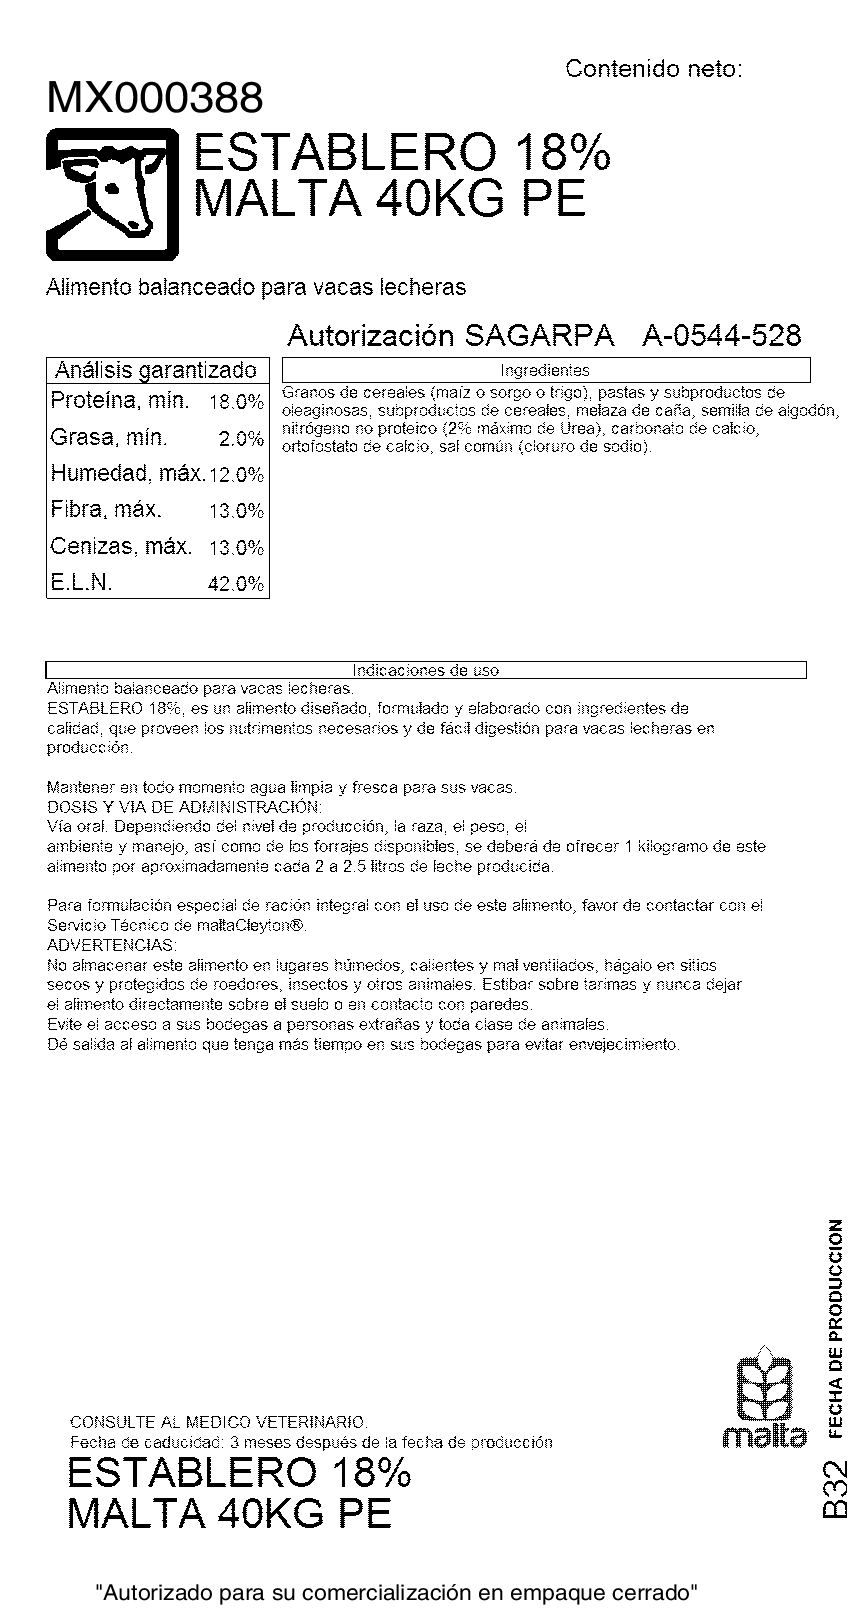 Contenido neto:
MX000388
ESTABLERO 18%
MALTA 40KG PE
Alimento balanceado para vacas lecheras
Autorización SAGARPA A-0544-528
Análisis garantizado
Proteína, mín. 18.0%
Grasa, mín. 2.0%
Humedad, máx. 12.0%
Fibra, máx. 13.0%
Cenizas, máx. 13.0%
E.L.N. 42.0%
Ingredientes
Granos de cereales (maíz o sorgo o trigo), pastas y subproductos de
oleaginosas, subproductos de cereales, melaza de caña, semilla de algodón,
nitrógeno no proteico (2% máximo de Urea), carbonato de calcio,
ortofosfato de calcio, sal común (cloruro de sodio).
Indicaciones de uso
Alimento balanceado para vacas lecheras.
ESTABLERO 18%, es un alimento diseñado, formulado y elaborado con ingredientes de
calidad, que proveen los nutrimentos necesarios y de fácil digestión para vacas lecheras en
producción.
Mantener en todo momento agua limpia y fresca para sus vacas.
DOSIS Y VIA DE ADMINISTRACIÓN:
Vía oral. Dependiendo del nivel de producción, la raza, el peso, el
ambiente y manejo, así como de los forrajes disponibles, se deberá de ofrecer 1 kilogramo de este
alimento por aproximadamente cada 2 a 2.5 litros de leche producida.
Para formulación especial de ración integral con el uso de este alimento, favor de contactar con el
Servicio Técnico de maltaCleyton®.
ADVERTENCIAS:
No almacenar este alimento en lugares húmedos, calientes y mal ventilados, hágalo en sitios
secos y protegidos de roedores, insectos y otros animales. Estibar sobre tarimas y nunca dejar
el alimento directamente sobre el suelo o en contacto con paredes.
Evite el acceso a sus bodegas a personas extrañas y toda clase de animales.
Dé salida al alimento que tenga más tiempo en sus bodegas para evitar envejecimiento.
FECHA DE PRODUCCION
B32
malta
CONSULTE AL MEDICO VETERINARIO.
Fecha de caducidad: 3 meses después de la fecha de producción
ESTABLERO 18%
MALTA 40KG PE
"Autorizado para su comercialización en empaque cerrado"